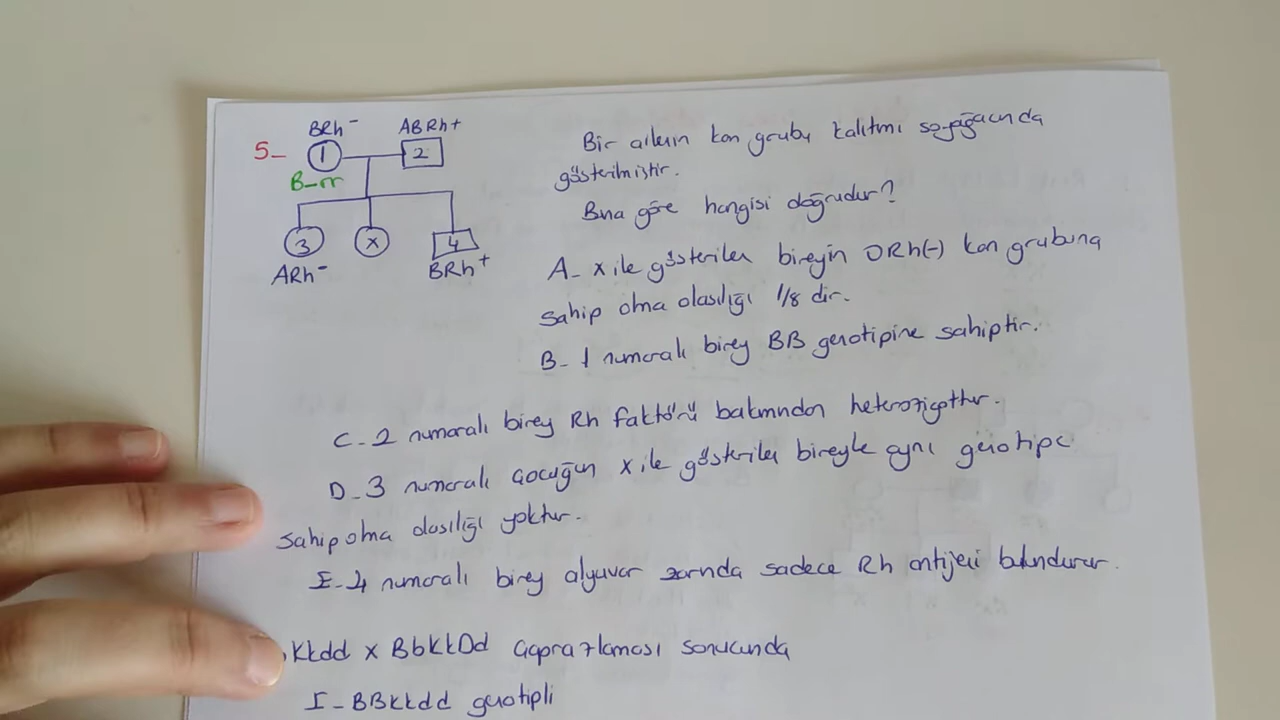 5-
BRh-
ABRh+
1
2
B-rr
3
x
4
ARh-
BRh+
Bir ailenin kan grubu kalıtımı soyağacında
gösterilmiştir.
Buna göre hangisi doğrudur?
A- x ile gösterilen bireyin ORh(-) kan grubuna
sahip olma olasılığı 1/8 dir.
B- 1 numaralı birey BB genotipine sahiptir.
C- 2 numaralı birey Rh faktörü bakımından heterozigottur.
D- 3 numaralı çocuğun x ile gösterilen bireyle aynı genotipe
sahip olma olasılığı yoktur.
E- 4 numaralı birey alyuvar zarında sadece Rh antijeni bulundurur.
Kkdd x BbKkDd çaprazlaması sonucunda
I- BBkkdd genotipli